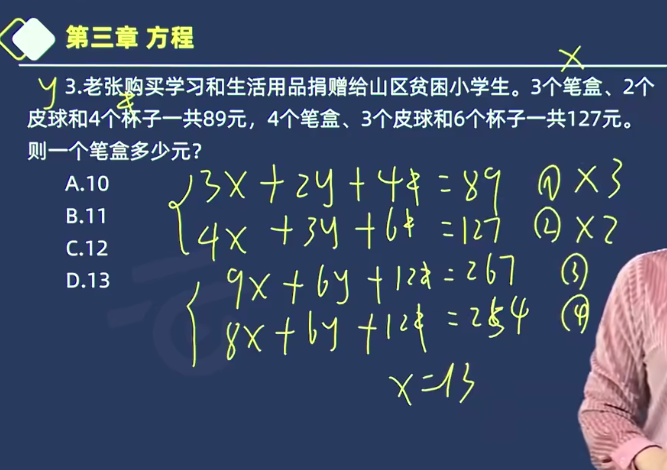 第三章 方程
x
y 3.老张购买学习和生活用品捐赠给山区贫困小学生。3个笔盒、2个
z
皮球和4个杯子一共89元，4个笔盒、3个皮球和6个杯子一共127元。
则一个笔盒多少元？
A.10
3x+2y+4z=89 ① ×3
B.11
4x+3y+6z=127 ② ×2
C.12
9x+6y+12z=267 ③
D.13
8x+6y+12z=254 ④
x=13